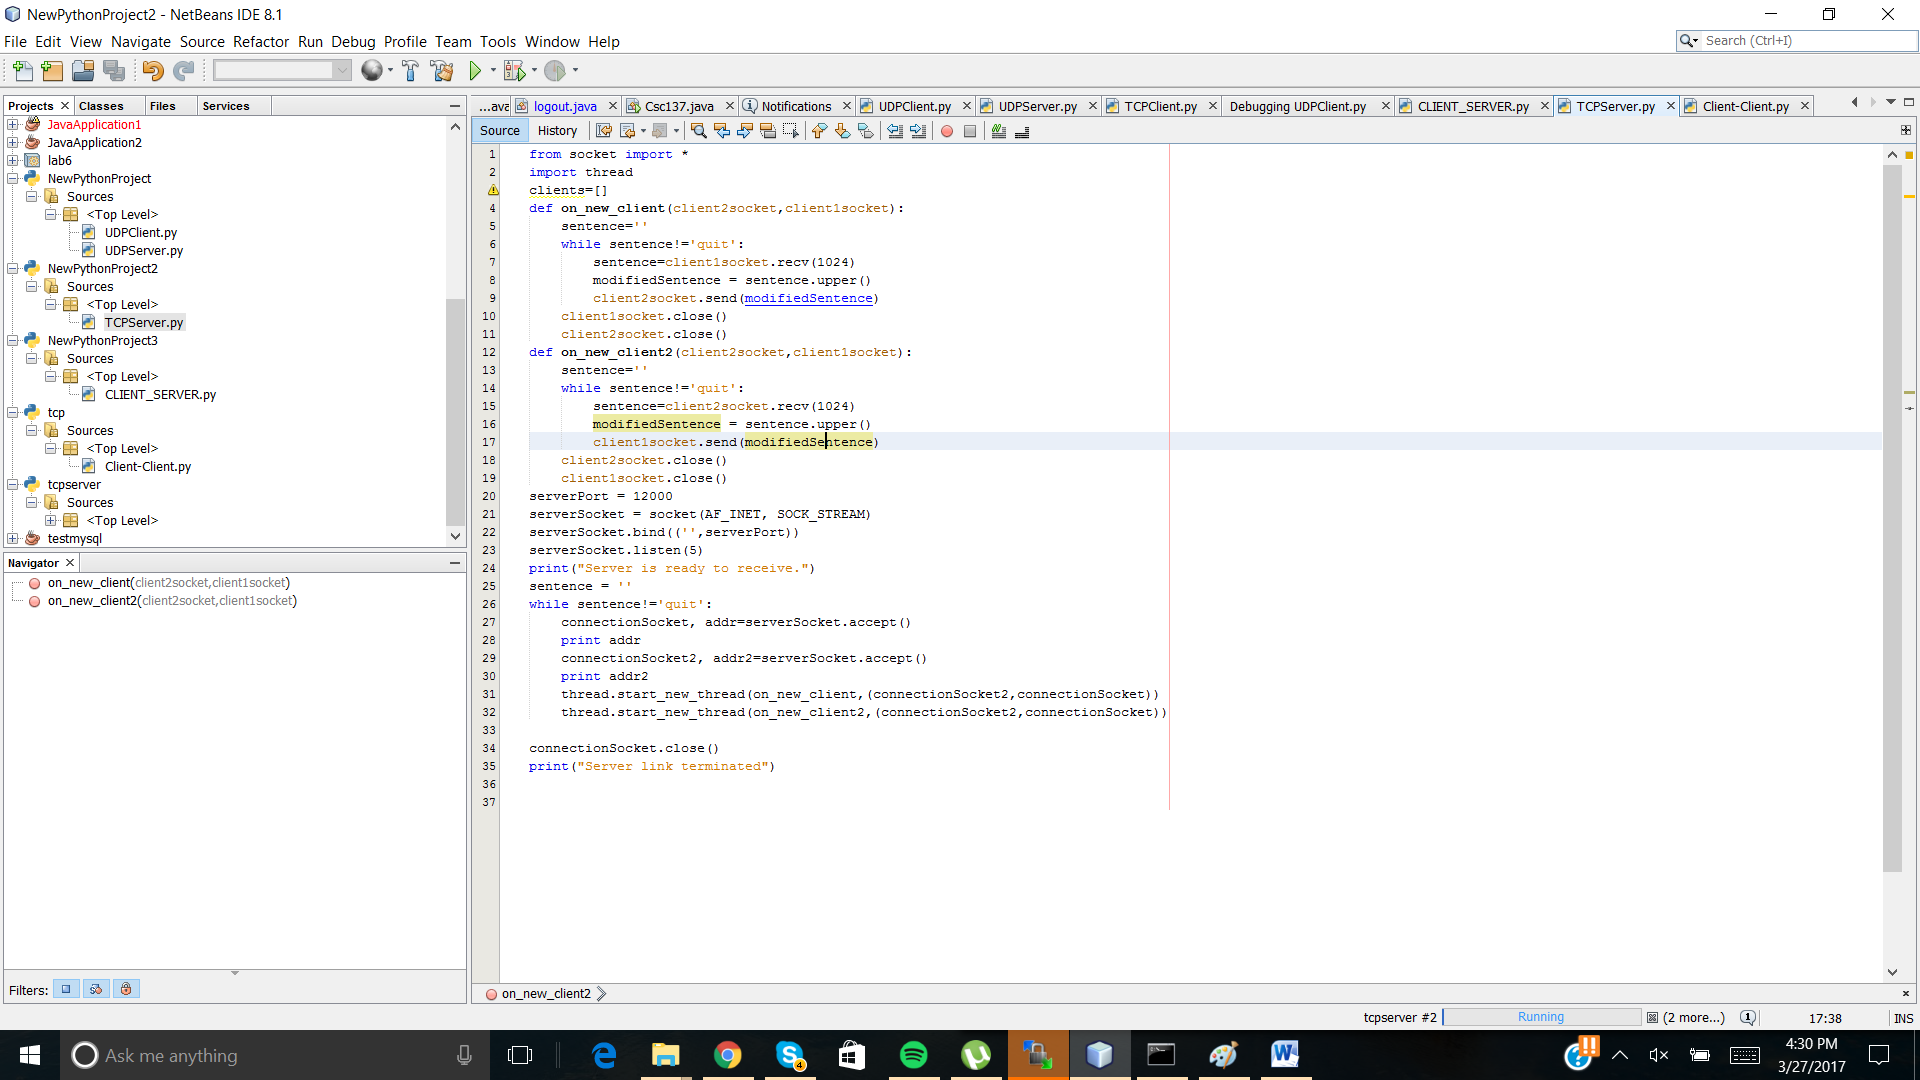 NewPythonProject2 - NetBeans IDE 8.1
File Edit View Navigate Source Refactor Run Debug Profile Team Tools Window Help
Search (Ctrl+I)
Projects Classes Files Services
JavaApplication1
JavaApplication2
lab6
NewPythonProject
Sources
<Top Level>
UDPClient.py
UDPServer.py
NewPythonProject2
Sources
<Top Level>
TCPServer.py
NewPythonProject3
Sources
<Top Level>
CLIENT_SERVER.py
tcp
Sources
<Top Level>
Client-Client.py
tcpserver
Sources
<Top Level>
testmysql
Navigator
on_new_client(client2socket,client1socket)
on_new_client2(client2socket,client1socket)
Filters:
...ava logout.java Csc137.java Notifications UDPClient.py UDPServer.py TCPClient.py Debugging UDPClient.py CLIENT_SERVER.py TCPServer.py Client-Client.py
Source History
1 from socket import *
2 import thread
clients=[]
4 def on_new_client(client2socket,client1socket):
5 sentence=''
6 while sentence!='quit':
7 sentence=client1socket.recv(1024)
8 modifiedSentence = sentence.upper()
9 client2socket.send(modifiedSentence)
10 client1socket.close()
11 client2socket.close()
12 def on_new_client2(client2socket,client1socket):
13 sentence=''
14 while sentence!='quit':
15 sentence=client2socket.recv(1024)
16 modifiedSentence = sentence.upper()
17 client1socket.send(modifiedSentence)
18 client2socket.close()
19 client1socket.close()
20 serverPort = 12000
21 serverSocket = socket(AF_INET, SOCK_STREAM)
22 serverSocket.bind(('',serverPort))
23 serverSocket.listen(5)
24 print("Server is ready to receive.")
25 sentence = ''
26 while sentence!='quit':
27 connectionSocket, addr=serverSocket.accept()
28 print addr
29 connectionSocket2, addr2=serverSocket.accept()
30 print addr2
31 thread.start_new_thread(on_new_client,(connectionSocket2,connectionSocket))
32 thread.start_new_thread(on_new_client2,(connectionSocket2,connectionSocket))
33
34 connectionSocket.close()
35 print("Server link terminated")
36
37
on_new_client2
tcpserver #2 Running (2 more...) 17:38 INS
Ask me anything
4
4:30 PM
3/27/2017